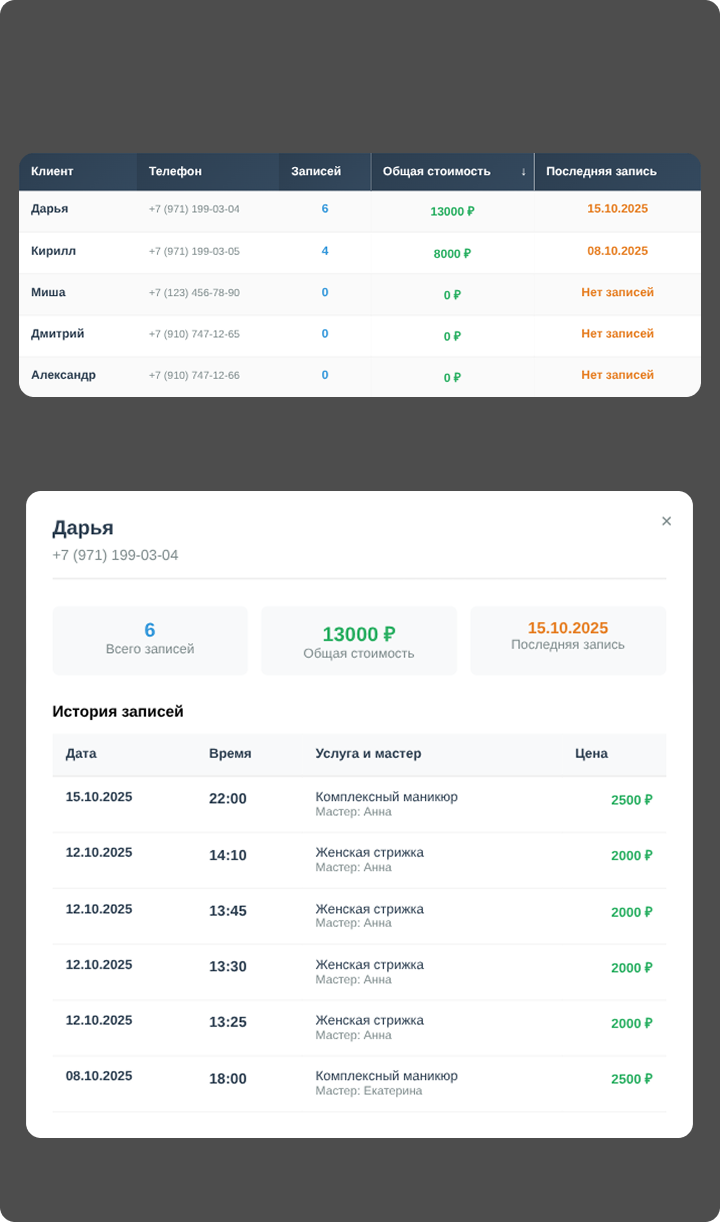 Клиент Телефон Записей Общая стоимость ↓ Последняя запись
Дарья +7 (971) 199-03-04 6 13000 ₽ 15.10.2025
Кирилл +7 (971) 199-03-05 4 8000 ₽ 08.10.2025
Миша +7 (123) 456-78-90 0 0 ₽ Нет записей
Дмитрий +7 (910) 747-12-65 0 0 ₽ Нет записей
Александр +7 (910) 747-12-66 0 0 ₽ Нет записей
Дарья ×
+7 (971) 199-03-04
6 13000 ₽ 15.10.2025
Всего записей Общая стоимость Последняя запись
История записей
Дата Время Услуга и мастер Цена
15.10.2025 22:00 Комплексный маникюр 2500 ₽
Мастер: Анна
12.10.2025 14:10 Женская стрижка 2000 ₽
Мастер: Анна
12.10.2025 13:45 Женская стрижка 2000 ₽
Мастер: Анна
12.10.2025 13:30 Женская стрижка 2000 ₽
Мастер: Анна
12.10.2025 13:25 Женская стрижка 2000 ₽
Мастер: Анна
08.10.2025 18:00 Комплексный маникюр 2500 ₽
Мастер: Екатерина